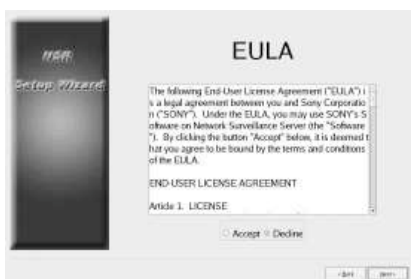 NSR
Setup Wizard
EULA
The following End-User License Agreement ("EULA") i
s a legal agreement between you and Sony Corporatio
n ("SONY"). Under the EULA, you may use SONY's S
oftware on Network Surveillance Server (the "Software
"). By clicking the button "Accept" below, it is deemed t
hat you agree to be bound by the terms and conditions
of the EULA.
END-USER LICENSE AGREEMENT
Article 1. LICENSE
Accept Decline